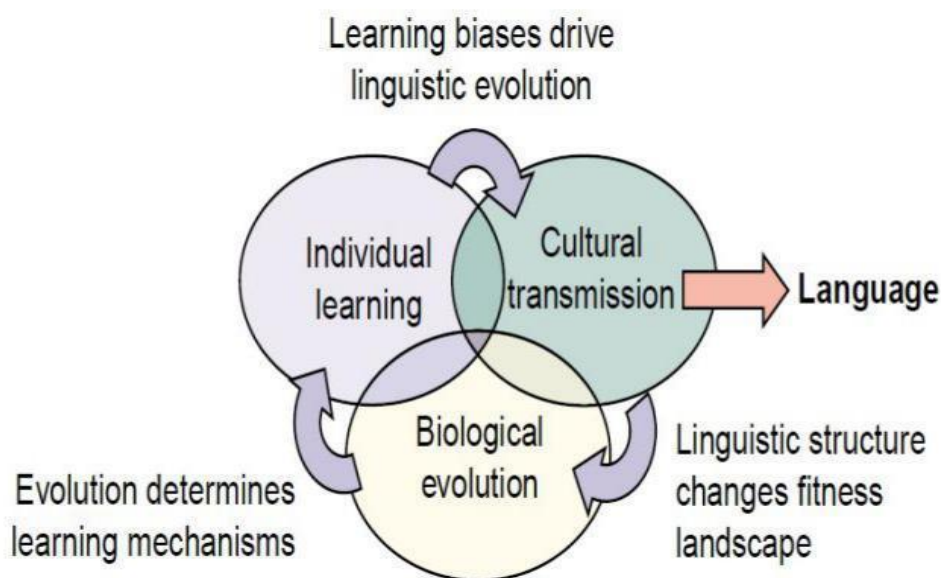 Learning biases drive
linguistic evolution
Individual
learning
Cultural
transmission
Language
Biological
evolution
Evolution determines
learning mechanisms
Linguistic structure
changes fitness
landscape